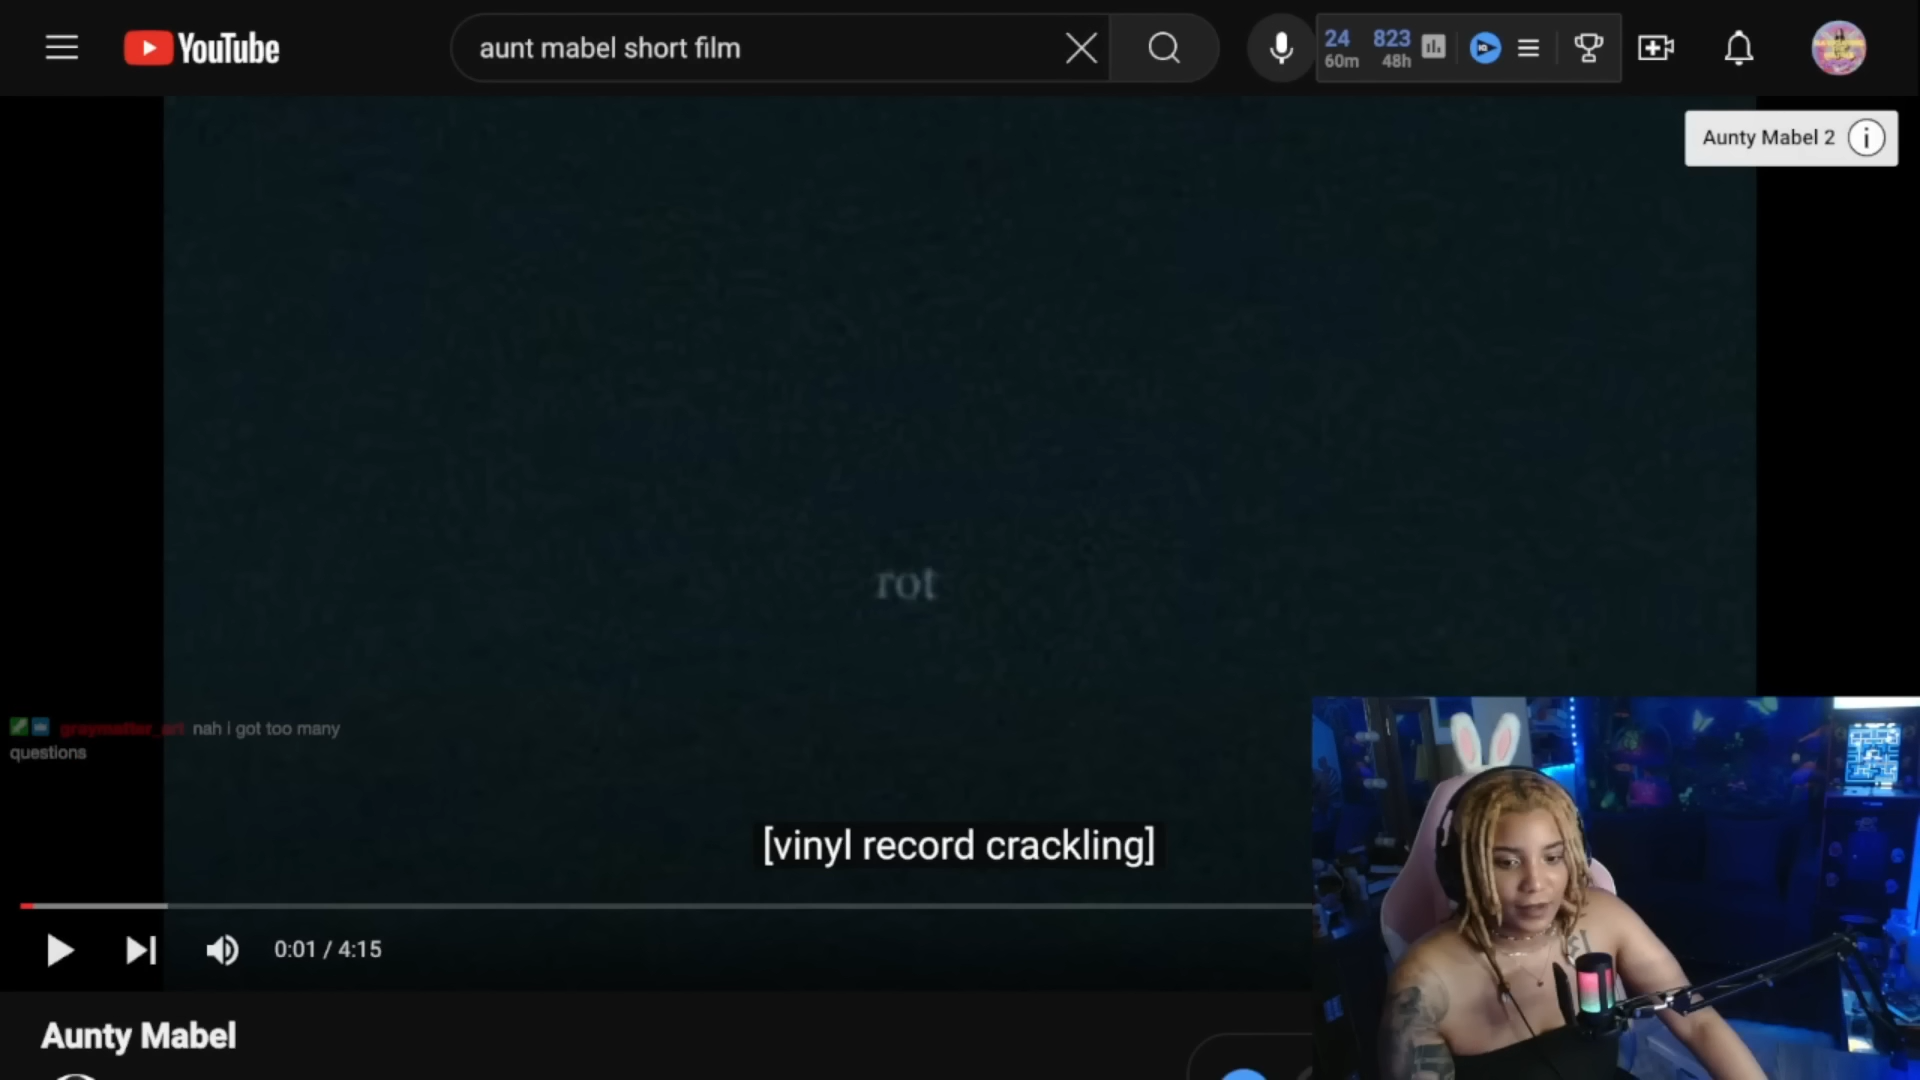 YouTube
aunt mabel short film
24
60m
823
48h
Aunty Mabel 2
rot
graymatter_art nah i got too many
questions
[vinyl record crackling]
0:01 / 4:15
Aunty Mabel